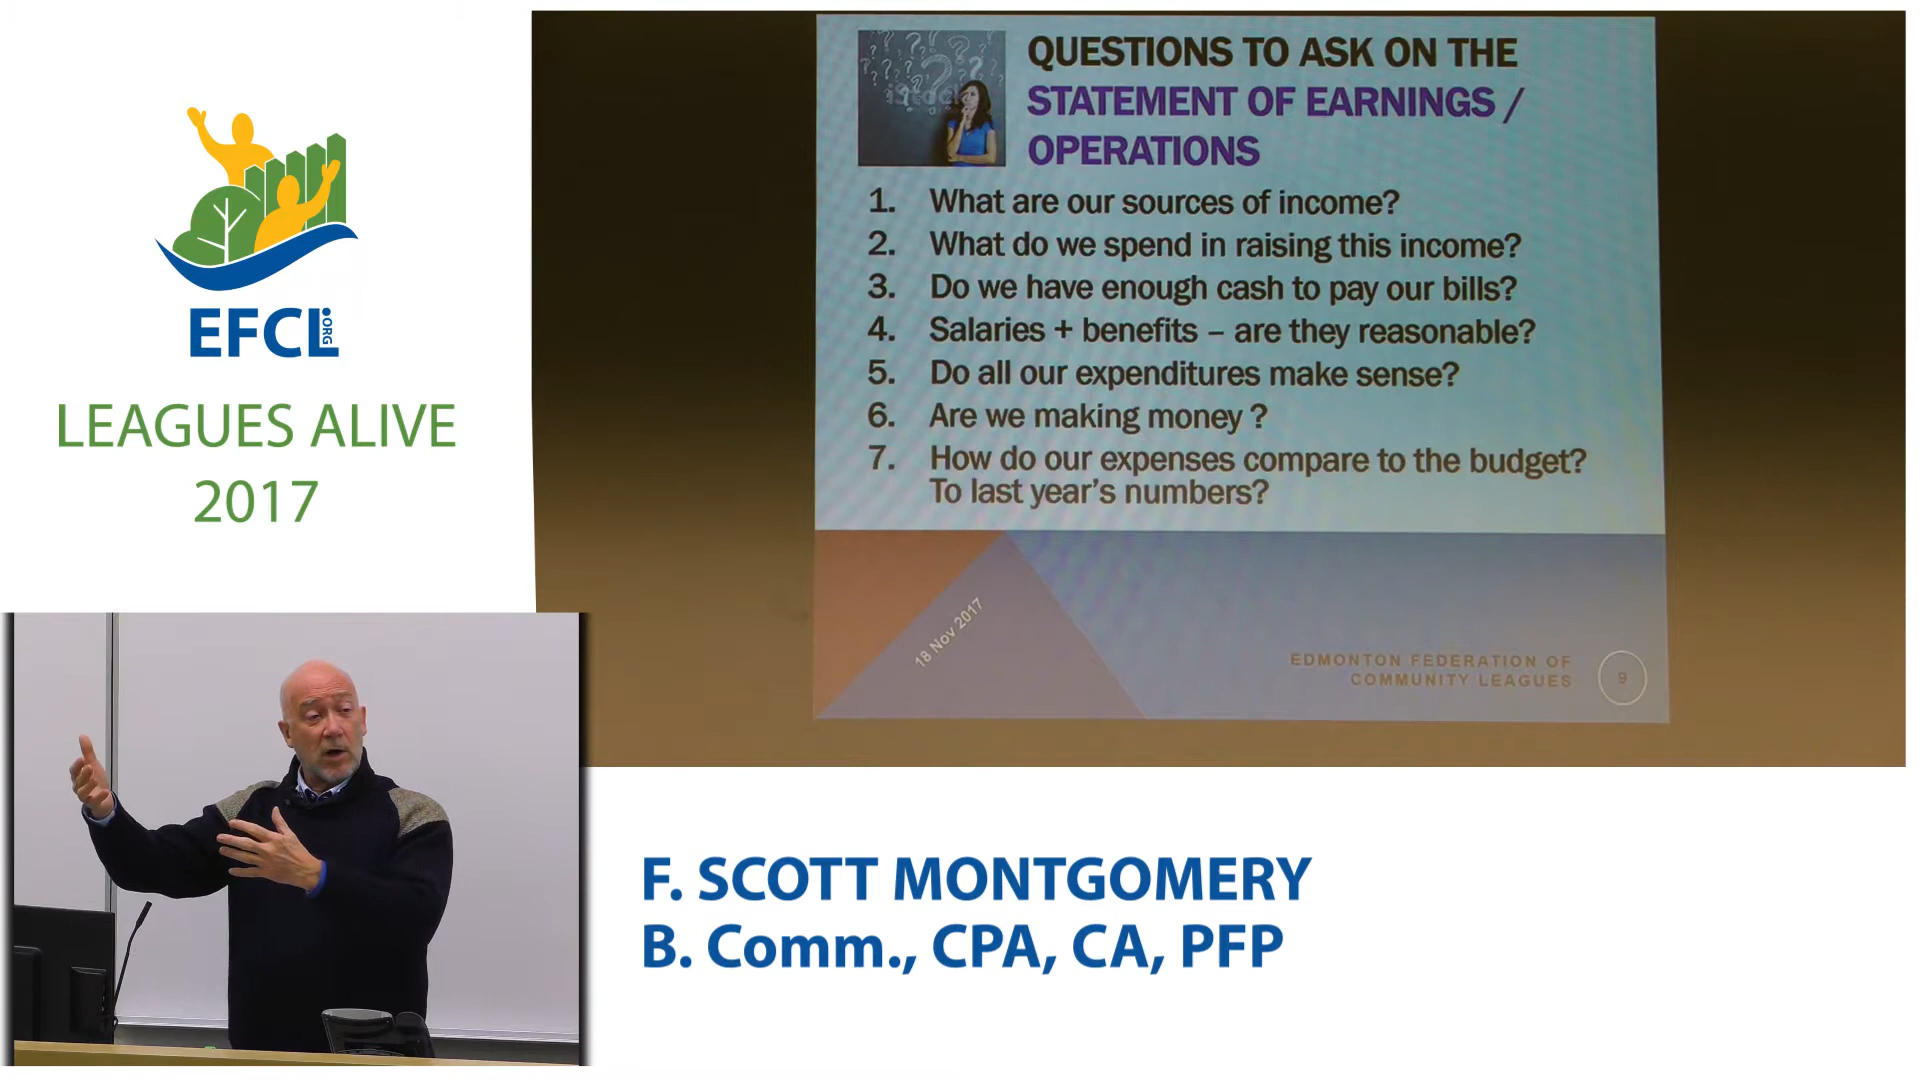 EFCL.ORG
LEAGUES ALIVE
2017
QUESTIONS TO ASK ON THE
STATEMENT OF EARNINGS /
OPERATIONS
1. What are our sources of income?
2. What do we spend in raising this income?
3. Do we have enough cash to pay our bills?
4. Salaries + benefits – are they reasonable?
5. Do all our expenditures make sense?
6. Are we making money ?
7. How do our expenses compare to the budget?
To last year's numbers?
18 Nov 2017
EDMONTON FEDERATION OF
COMMUNITY LEAGUES
9
F. SCOTT MONTGOMERY
B. Comm., CPA, CA, PFP